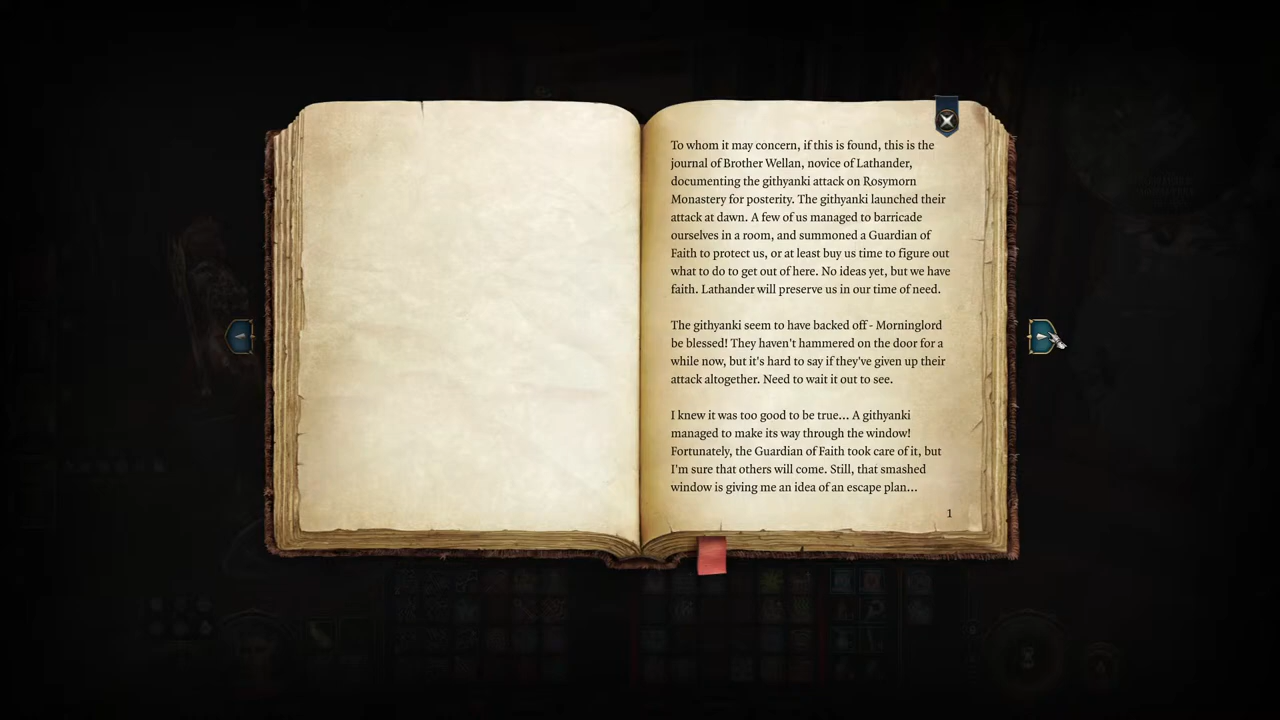 To whom it may concern, if this is found, this is the
journal of Brother Wellan, novice of Lathander,
documenting the githyanki attack on Rosymorn
Monastery for posterity. The githyanki launched their
attack at dawn. A few of us managed to barricade
ourselves in a room, and summoned a Guardian of
Faith to protect us, or at least buy us time to figure out
what to do to get out of here. No ideas yet, but we have
faith. Lathander will preserve us in our time of need.
The githyanki seem to have backed off - Morninglord
be blessed! They haven't hammered on the door for a
while now, but it's hard to say if they've given up their
attack altogether. Need to wait it out to see.
I knew it was too good to be true... A githyanki
managed to make its way through the window!
Fortunately, the Guardian of Faith took care of it, but
I'm sure that others will come. Still, that smashed
window is giving me an idea of an escape plan...
1